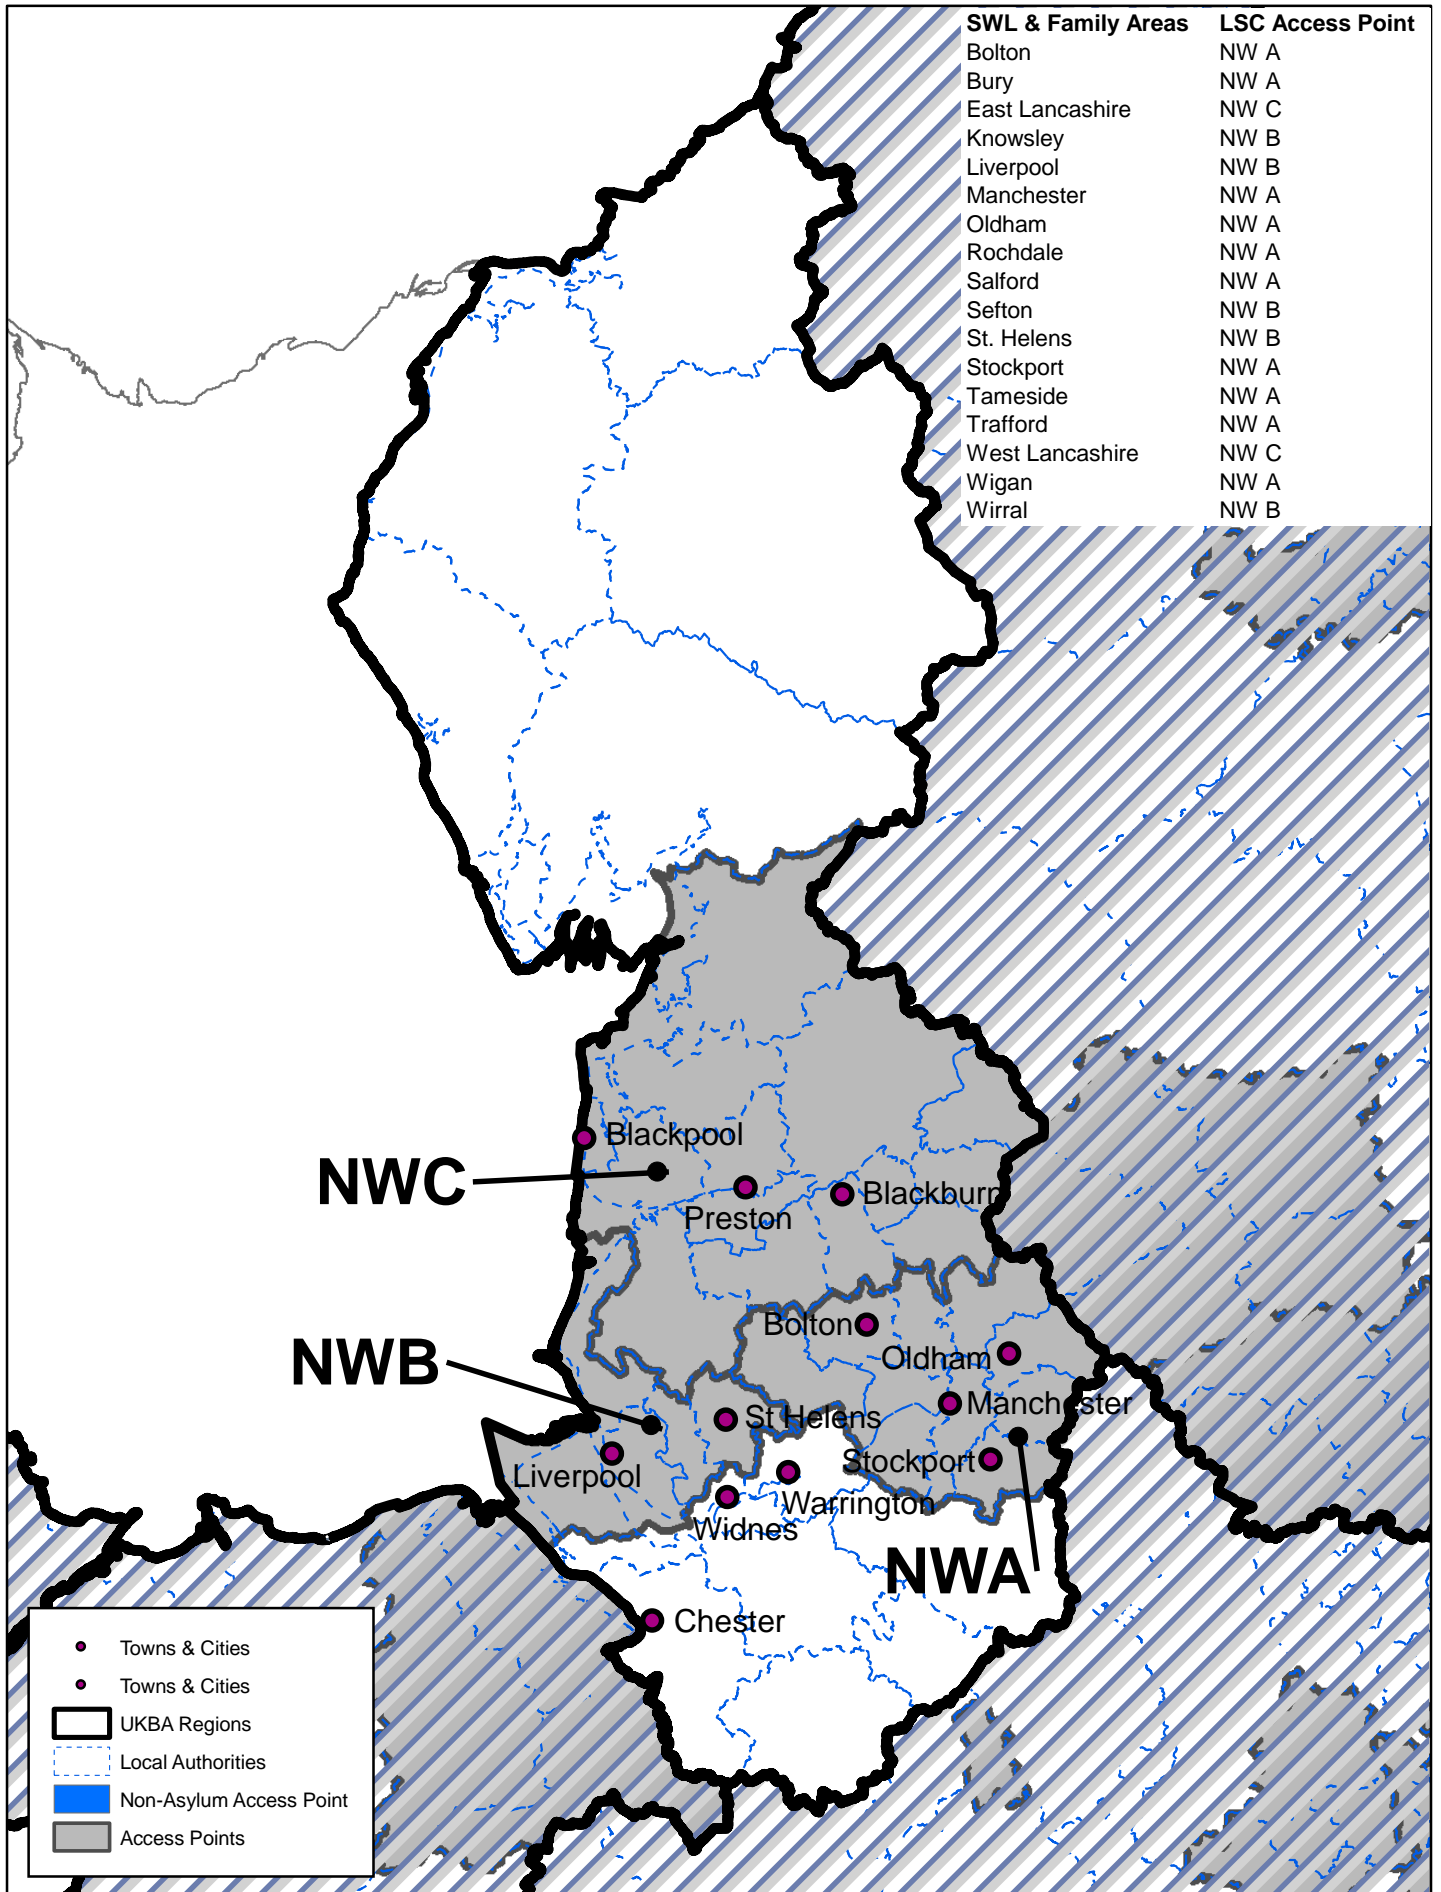 SWL & Family Areas LSC Access Point
Bolton NW A
Bury NW A
East Lancashire NW C
Knowsley NW B
Liverpool NW B
Manchester NW A
Oldham NW A
Rochdale NW A
Salford NW A
Sefton NW B
St. Helens NW B
Stockport NW A
Tameside NW A
Trafford NW A
West Lancashire NW C
Wigan NW A
Wirral NW B
Blackpool
NWC
Blackburn
Preston
Bolton
Oldham
NWB
Manchester
St Helens
Stockport
Liverpool
Warrington
Widnes
NWA
Chester
Towns & Cities
Towns & Cities
UKBA Regions
Local Authorities
Non-Asylum Access Point
Access Points